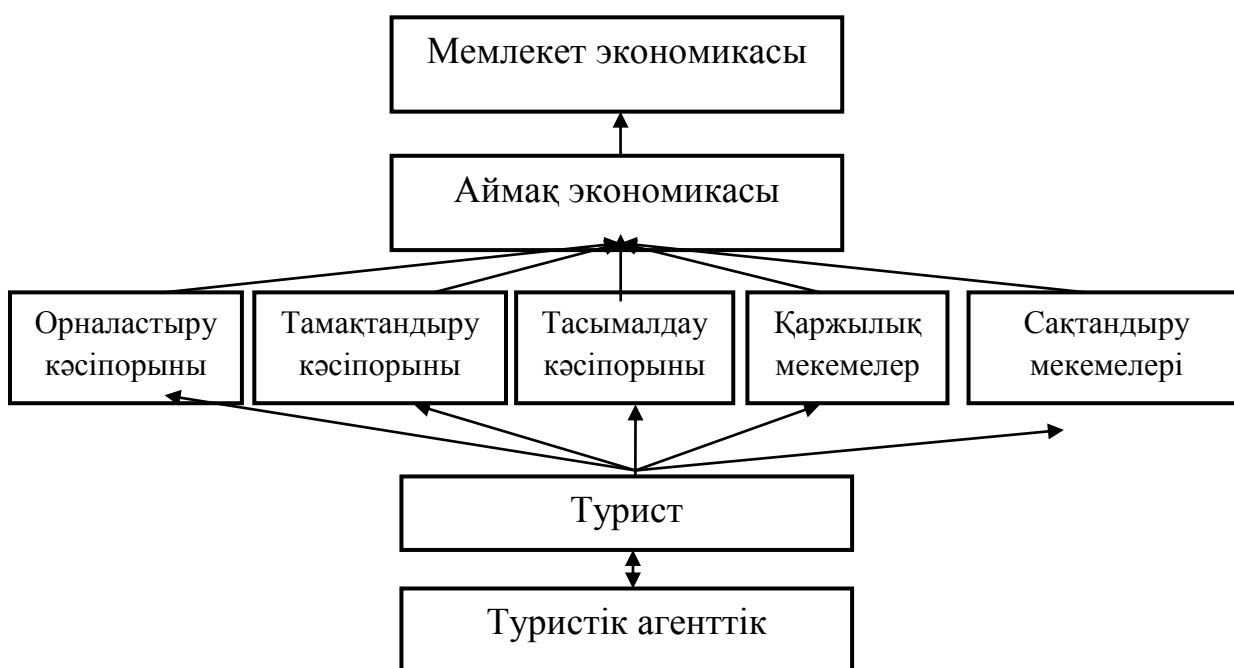 Мемлекет экономикасы
Аймақ экономикасы
Орналастыру
кәсіпорыны
Тамақтандыру
кәсіпорыны
Тасымалдау
кәсіпорыны
Қаржылық
мекемелер
Сақтандыру
мекемелері
Турист
Туристік агенттік